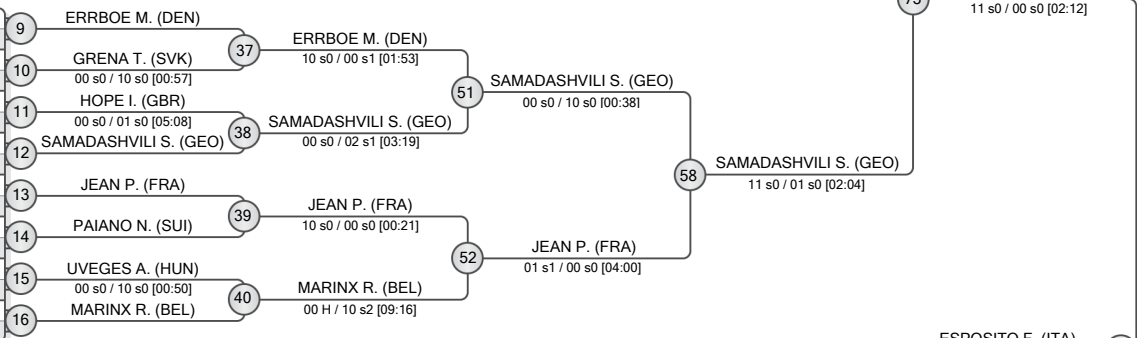 73
11 s0 / 00 s0 [02:12]
9
ERRBOE M. (DEN)
37
ERRBOE M. (DEN)
10 s0 / 00 s1 [01:53]
10
GRENA T. (SVK)
00 s0 / 10 s0 [00:57]
51
SAMADASHVILI S. (GEO)
00 s0 / 10 s0 [00:38]
11
HOPE I. (GBR)
00 s0 / 01 s0 [05:08]
38
SAMADASHVILI S. (GEO)
00 s0 / 02 s1 [03:19]
12
SAMADASHVILI S. (GEO)
58
SAMADASHVILI S. (GEO)
11 s0 / 01 s0 [02:04]
13
JEAN P. (FRA)
39
JEAN P. (FRA)
10 s0 / 00 s0 [00:21]
14
PAIANO N. (SUI)
52
JEAN P. (FRA)
01 s1 / 00 s0 [04:00]
15
UVEGES A. (HUN)
00 s0 / 10 s0 [00:50]
40
MARINX R. (BEL)
00 H / 10 s2 [09:16]
16
MARINX R. (BEL)
ESPOSITO F. (ITA)